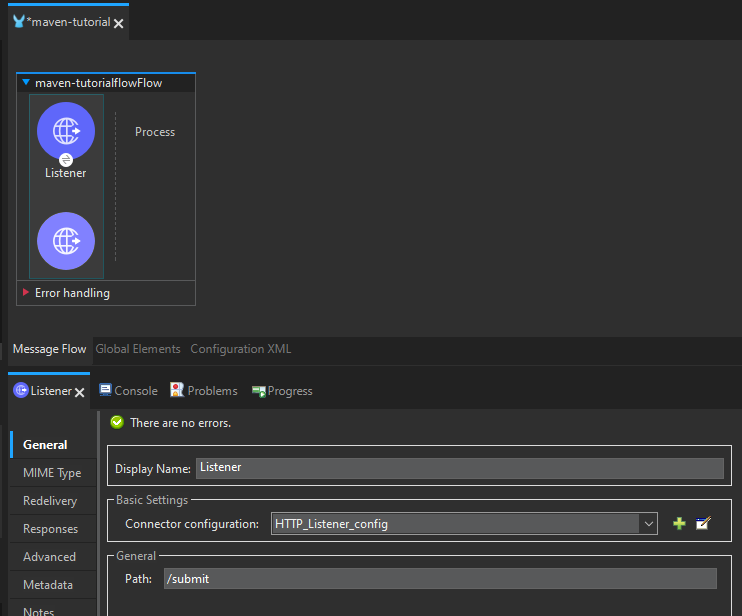 *maven-tutorial
maven-tutorialflowFlow
Process
Listener
Error handling
Message Flow Global Elements Configuration XML
Listener Console Problems Progress
There are no errors.
General
MIME Type
Redelivery
Responses
Advanced
Metadata
Notes
Display Name: Listener
Basic Settings
Connector configuration: HTTP_Listener_config
General
Path: /submit